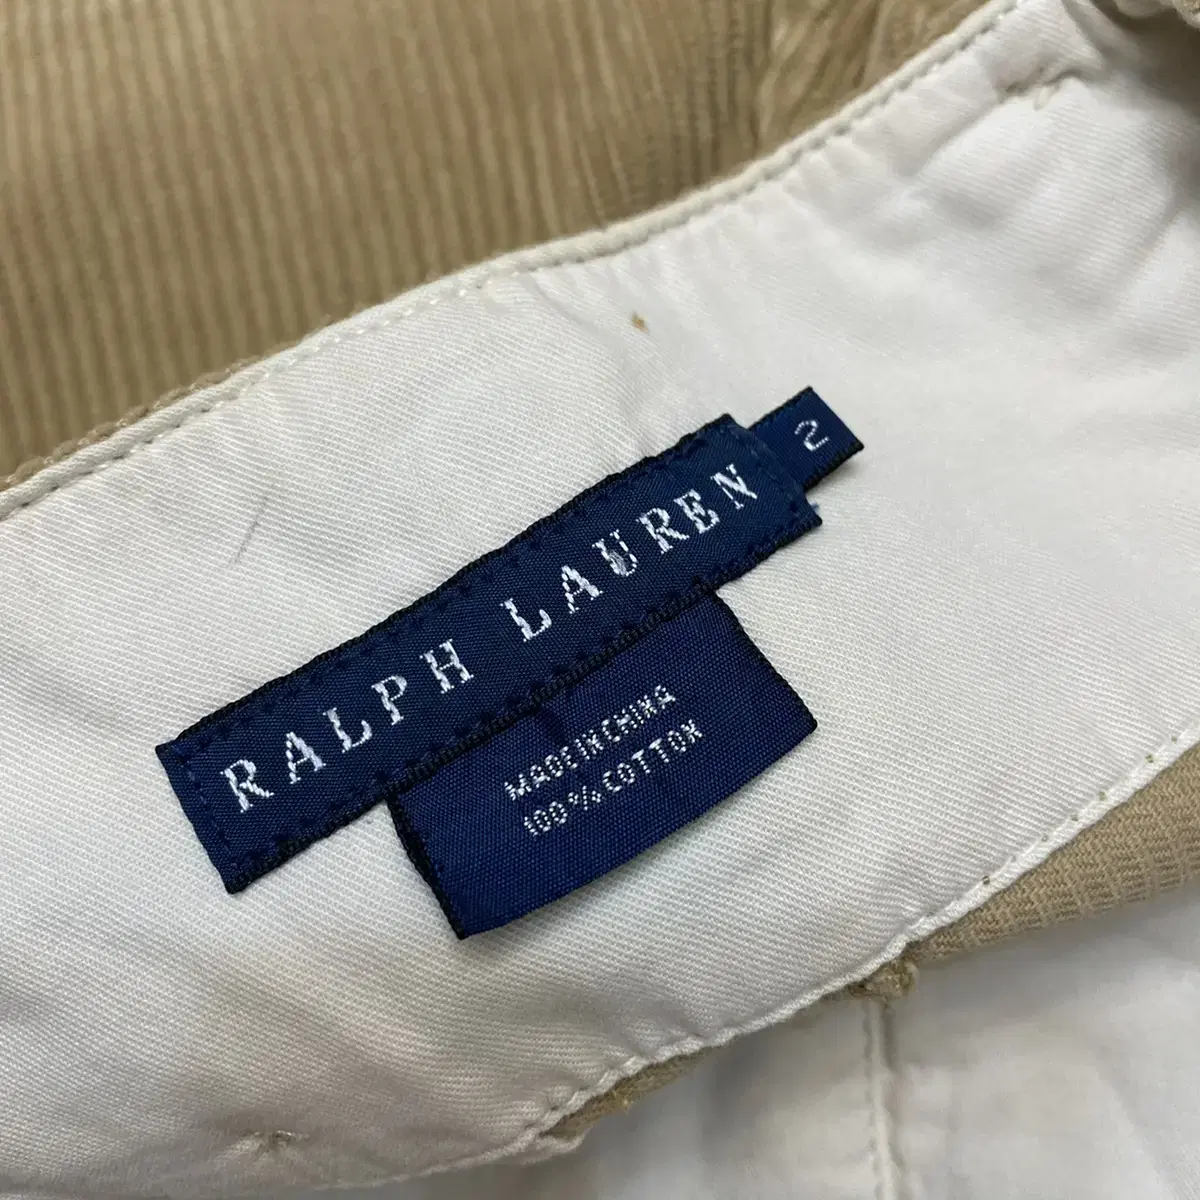 RALPH LAUREN
2
MADE IN CHINA
100% COTTON